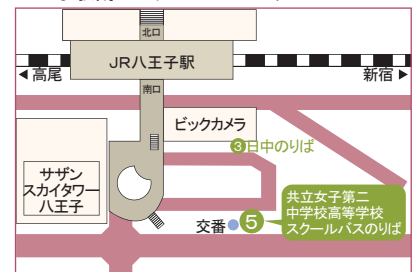 北口
JR八王子駅
◀高尾
新宿▶
南口
ビックカメラ
❸日中のりば
サザン
スカイタワー
八王子
共立女子第二
中学校高等学校
スクールバスのりば
交番
❺